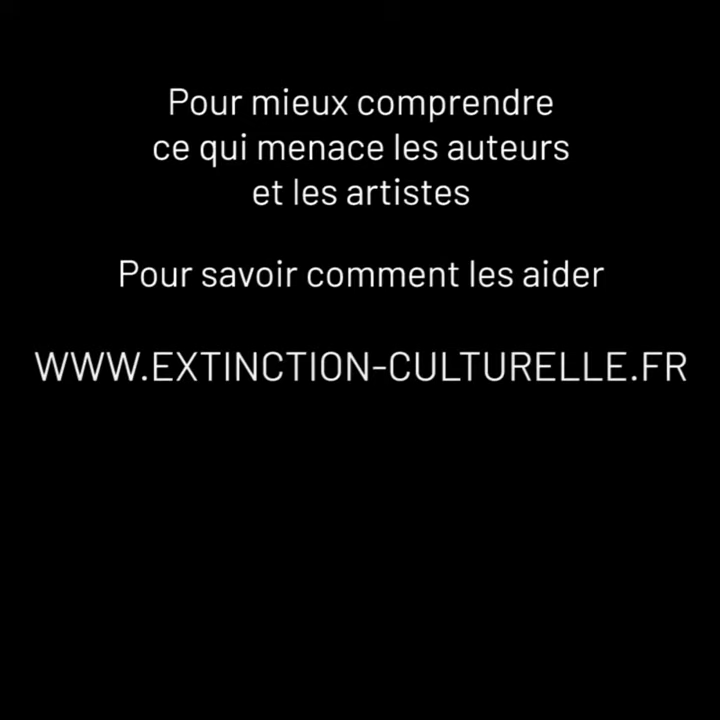 Pour mieux comprendre
ce qui menace les auteurs
et les artistes
Pour savoir comment les aider
WWW.EXTINCTION-CULTURELLE.FR